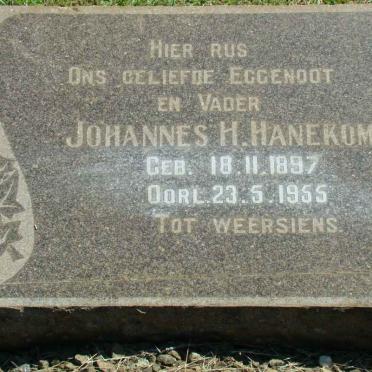 HIER RUS
ONS GELIEFDE EGGENOOT
EN VADER
JOHANNES H. HANEKOM
GEB. 18.11.1897
OORL. 23.5.1955
TOT WEERSIENS.